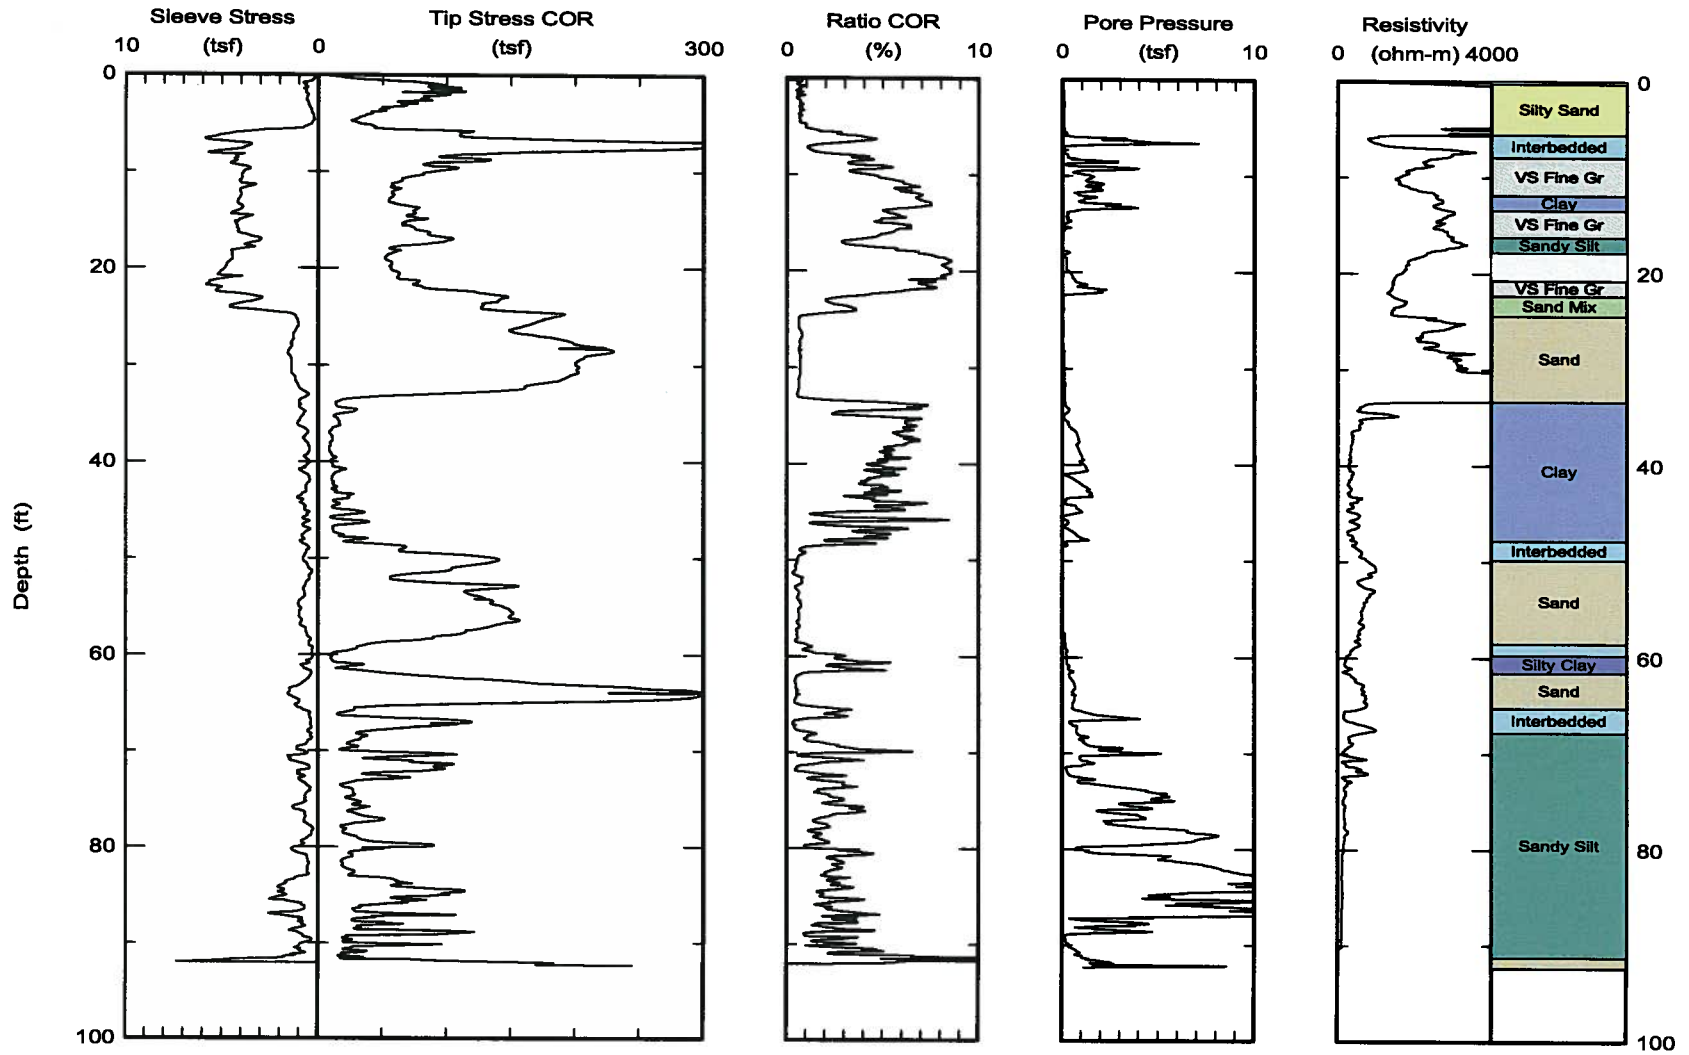 Sleeve Stress
(tsf)
10
0
Tip Stress COR
(tsf)
300
Ratio COR
(%)
0
10
Pore Pressure
(tsf)
0
10
Resistivity
(ohm-m)
0
4000
Depth (ft)
0
20
40
60
80
100
Silty Sand
Interbedded
VS Fine Gr
Clay
VS Fine Gr
Sandy Silt
VS Fine Gr
Sand Mix
Sand
Clay
Interbedded
Sand
Silty Clay
Sand
Interbedded
Sandy Silt
0
20
40
60
80
100